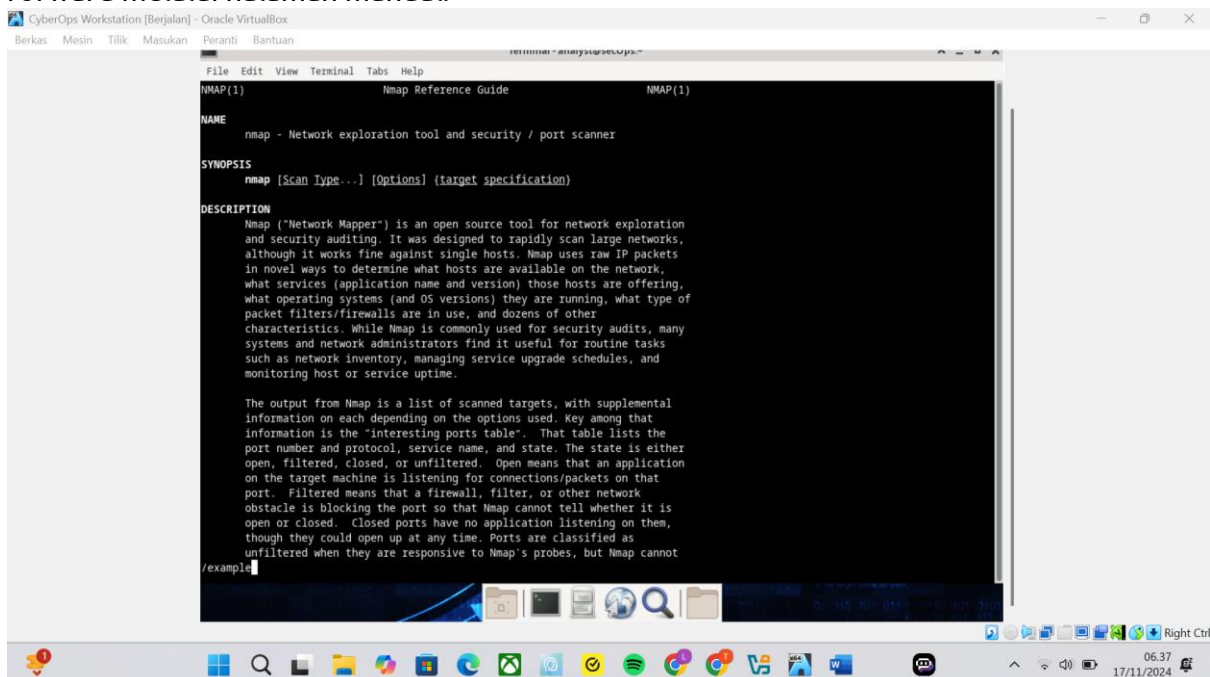 CyberOps Workstation [Berjalan] - Oracle VirtualBox
Berkas Mesin Tilik Masukan Peranti Bantuan
Terminal - analyst@secOps:~
File Edit View Terminal Tabs Help
NMAP(1) Nmap Reference Guide NMAP(1)
NAME
nmap - Network exploration tool and security / port scanner
SYNOPSIS
nmap [Scan Type...] [Options] {target specification}
DESCRIPTION
Nmap ("Network Mapper") is an open source tool for network exploration
and security auditing. It was designed to rapidly scan large networks,
although it works fine against single hosts. Nmap uses raw IP packets
in novel ways to determine what hosts are available on the network,
what services (application name and version) those hosts are offering,
what operating systems (and OS versions) they are running, what type of
packet filters/firewalls are in use, and dozens of other
characteristics. While Nmap is commonly used for security audits, many
systems and network administrators find it useful for routine tasks
such as network inventory, managing service upgrade schedules, and
monitoring host or service uptime.
The output from Nmap is a list of scanned targets, with supplemental
information on each depending on the options used. Key among that
information is the "interesting ports table". That table lists the
port number and protocol, service name, and state. The state is either
open, filtered, closed, or unfiltered. Open means that an application
on the target machine is listening for connections/packets on that
port. Filtered means that a firewall, filter, or other network
obstacle is blocking the port so that Nmap cannot tell whether it is
open or closed. Closed ports have no application listening on them,
though they could open up at any time. Ports are classified as
unfiltered when they are responsive to Nmap's probes, but Nmap cannot
/example
Right Ctrl
06.37
17/11/2024